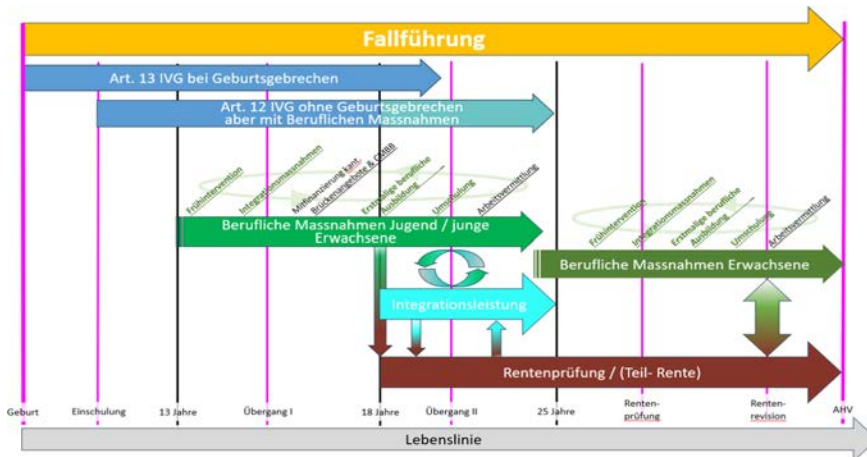 Fallführung
Art. 13 IVG bei Geburtsgebrechen
Art. 12 IVG ohne Geburtsgebrechen
aber mit Beruflichen Massnahmen
Frühintervention
Integrationsmassnahmen
Mitfinanzierung kant.
Brückenangebote & CMBB
Erstmalige berufliche
Ausbildung
Umschulung
Arbeitsvermittlung
Berufliche Massnahmen Jugend / junge
Erwachsene
Frühintervention
Integrationsmassnahmen
Erstmalige berufliche
Ausbildung
Umschulung
Arbeitsvermittlung
Berufliche Massnahmen Erwachsene
Integrationsleistung
Rentenprüfung / (Teil- Rente)
Geburt
Einschulung
13 Jahre
Übergang I
18 Jahre
Übergang II
25 Jahre
Renten-
prüfung
Renten-
revision
AHV
Lebenslinie